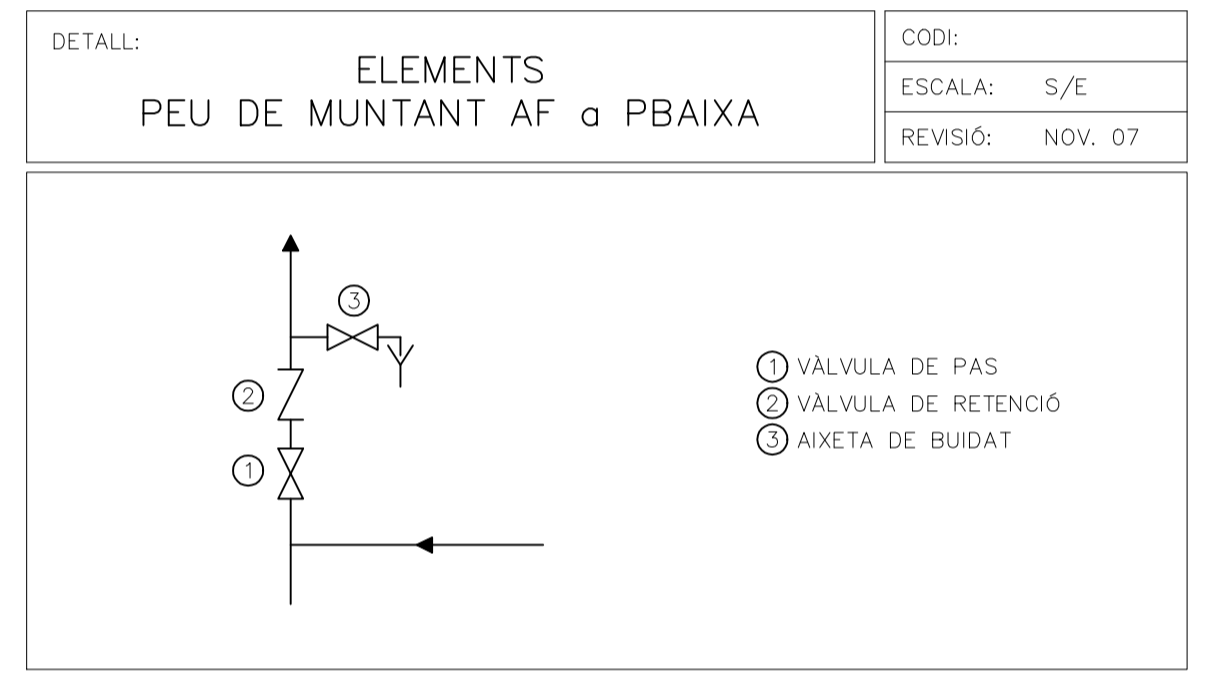 DETALL:
ELEMENTS
PEU DE MUNTANT AF a PBAIXA
CODI:
ESCALA: S/E
REVISIÓ: NOV. 07
3
2
1
1 VÀLVULA DE PAS
2 VÀLVULA DE RETENCIÓ
3 AIXETA DE BUIDAT